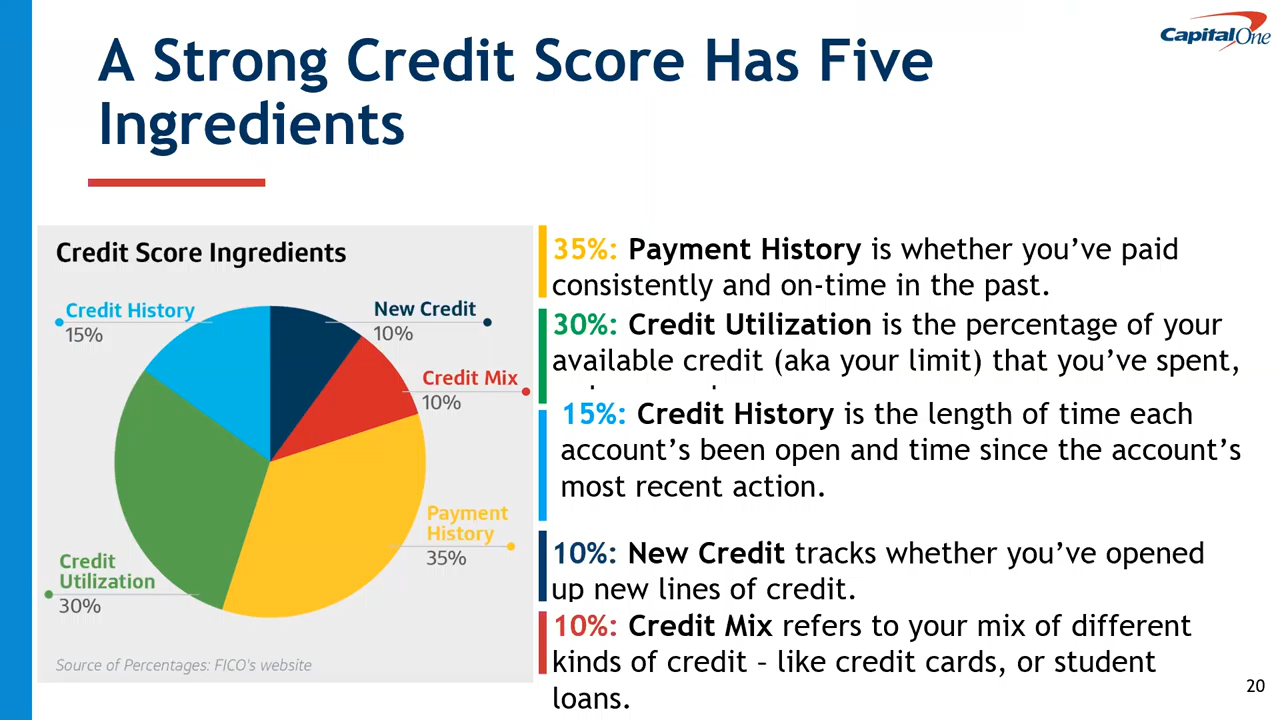 CapitalOne
A Strong Credit Score Has Five
Ingredients
Credit Score Ingredients
Credit History
15%
New Credit
10%
Credit Mix
10%
Payment
History
35%
Credit
Utilization
30%
Source of Percentages: FICO's website
35%: Payment History is whether you’ve paid
consistently and on-time in the past.
30%: Credit Utilization is the percentage of your
available credit (aka your limit) that you’ve spent,
15%: Credit History is the length of time each
account’s been open and time since the account’s
most recent action.
10%: New Credit tracks whether you’ve opened
up new lines of credit.
10%: Credit Mix refers to your mix of different
kinds of credit – like credit cards, or student
loans.
20